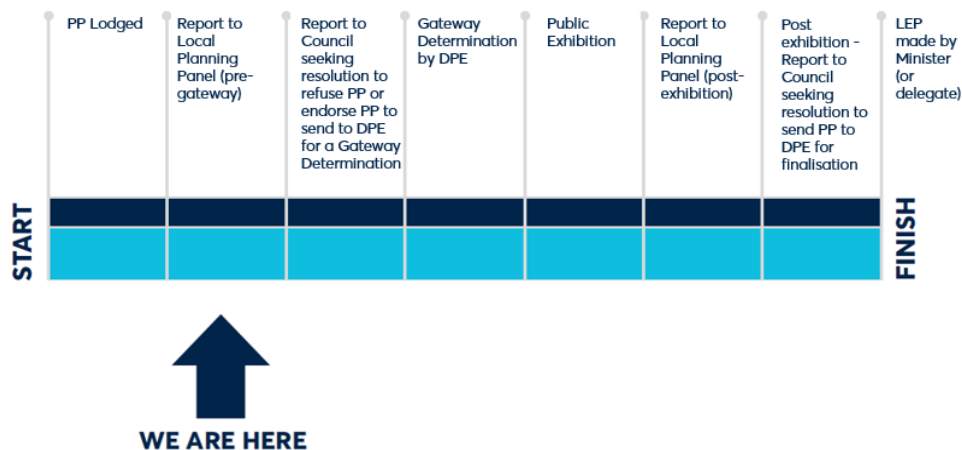 PP Lodged
Report to
Local
Planning
Panel (pre-
gateway)
Report to
Council
seeking
resolution to
refuse PP or
endorse PP to
send to DPE
for a Gateway
Determination
Gateway
Determination
by DPE
Public
Exhibition
Report to
Local
Planning
Panel (post-
exhibition)
Post
exhibition -
Report to
Council
seeking
resolution to
send PP to
DPE for
finalisation
LEP
made by
Minister
(or
delegate)
START
FINISH
WE ARE HERE